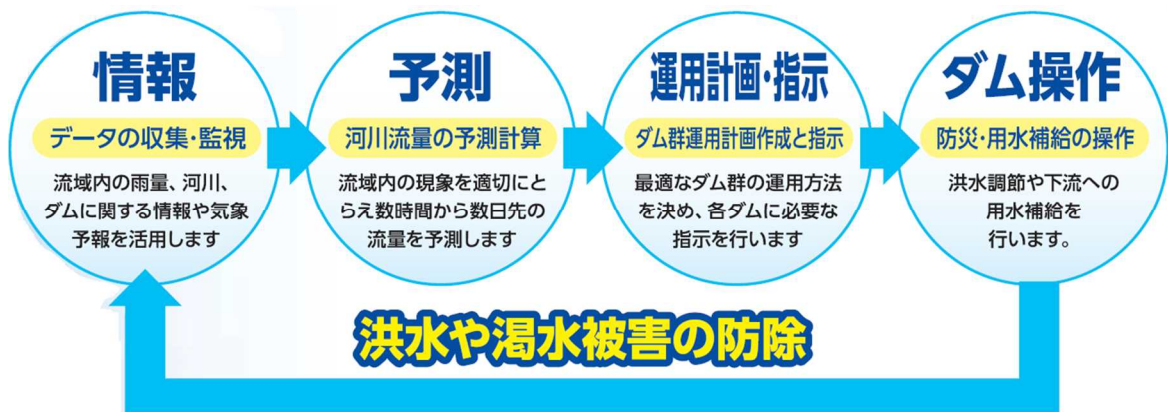 情報
データの収集・監視
流域内の雨量、河川、
ダムに関する情報や気象
予報を活用します
予測
河川流量の予測計算
流域内の現象を適切にと
らえ数時間から数日先の
流量を予測します
運用計画・指示
ダム群運用計画作成と指示
最適なダム群の運用方法
を決め、各ダムに必要な
指示を行います
ダム操作
防災・用水補給の操作
洪水調節や下流への
用水補給を
行います。
洪水や渇水被害の防除